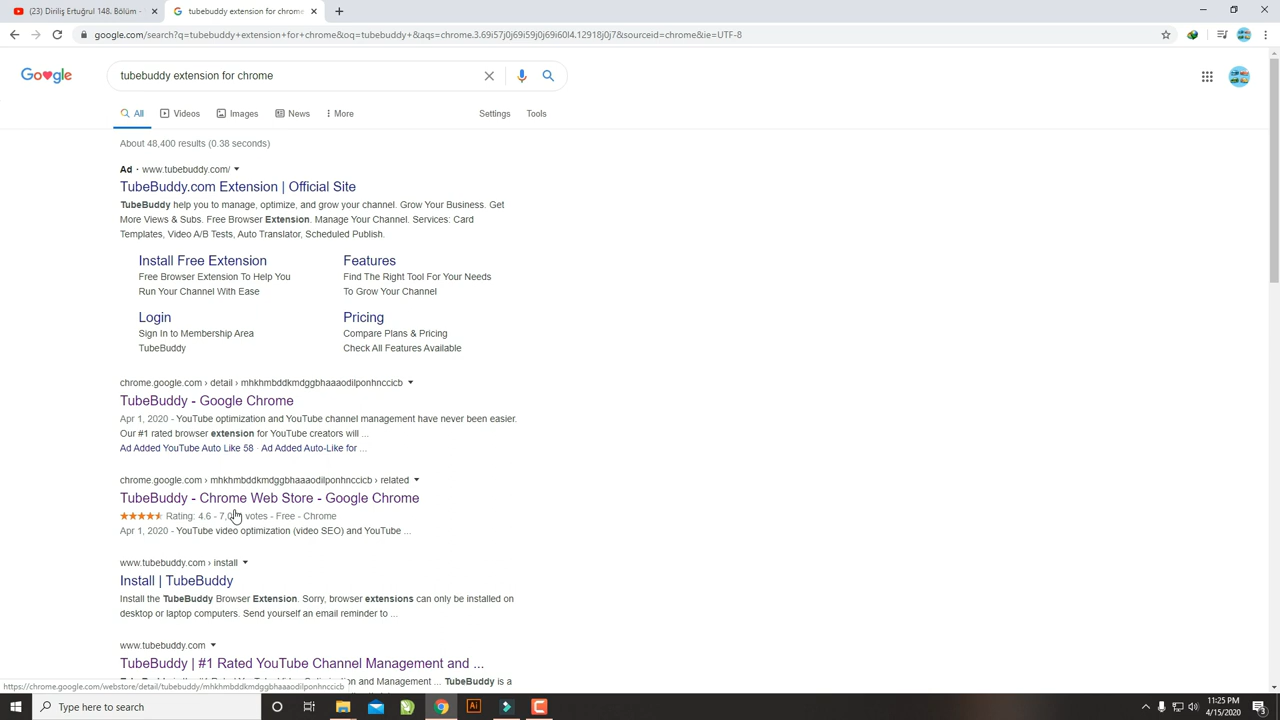 (23) Diriliş Ertuğrul 148. Bölüm -
tubebuddy extension for chrome
google.com/search?q=tubebuddy+extension+for+chrome&oq=tubebuddy+&aqs=chrome.3.69i57j0j69i59j0j69i60l4.12918j0j7&sourceid=chrome&ie=UTF-8
tubebuddy extension for chrome
All Videos Images News More Settings Tools
About 48,400 results (0.38 seconds)
Ad · www.tubebuddy.com/
TubeBuddy.com Extension | Official Site
TubeBuddy help you to manage, optimize, and grow your channel. Grow Your Business. Get
More Views & Subs. Free Browser Extension. Manage Your Channel. Services: Card
Templates, Video A/B Tests, Auto Translator, Scheduled Publish.
Install Free Extension
Free Browser Extension To Help You
Run Your Channel With Ease
Features
Find The Right Tool For Your Needs
To Grow Your Channel
Login
Sign In to Membership Area
TubeBuddy
Pricing
Compare Plans & Pricing
Check All Features Available
chrome.google.com › detail › mhkhmbddkmdggbhaaaodilponhnccicb
TubeBuddy - Google Chrome
Apr 1, 2020 - YouTube optimization and YouTube channel management have never been easier.
Our #1 rated browser extension for YouTube creators will ...
Ad Added YouTube Auto Like 58 · Ad Added Auto-Like for ...
chrome.google.com › mhkhmbddkmdggbhaaaodilponhnccicb › related
TubeBuddy - Chrome Web Store - Google Chrome
Rating: 4.6 - votes - Free - Chrome
Apr 1, 2020 - YouTube video optimization (video SEO) and YouTube ...
www.tubebuddy.com › install
Install | TubeBuddy
Install the TubeBuddy Browser Extension. Sorry, browser extensions can only be installed on
desktop or laptop computers. Send yourself an email reminder to ...
www.tubebuddy.com
TubeBuddy | #1 Rated YouTube Channel Management and ...
TubeBuddy is a
https://chrome.google.com/webstore/detail/tubebuddy/mhkhmbddkmdggbhaaaodilponhnccicb
Type here to search
Ai
11:25 PM
4/15/2020
3